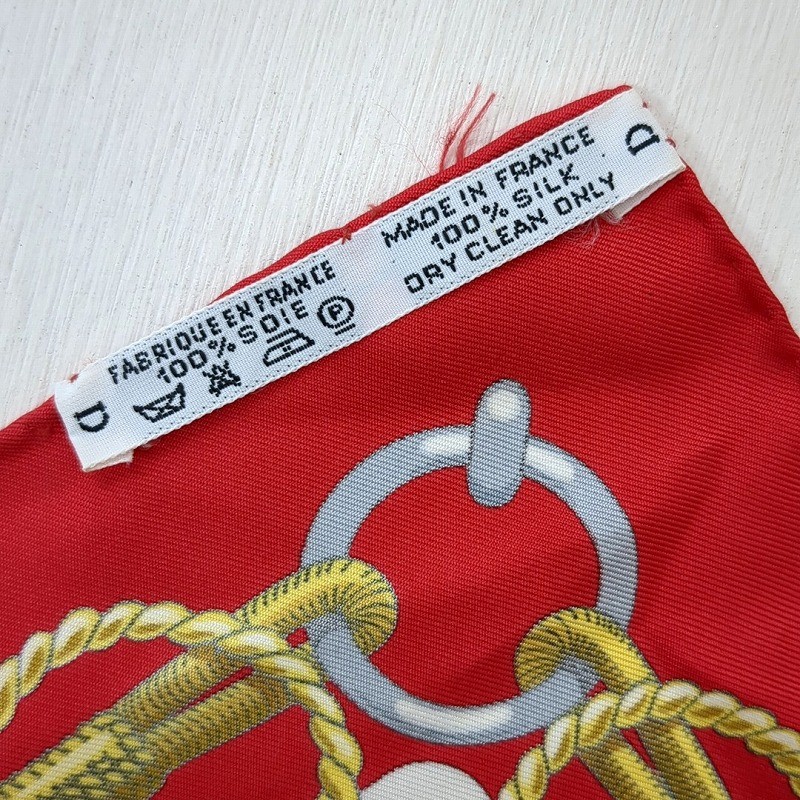 FABRIQUE EN FRANCE
100% SOIE
P
D
MADE IN FRANCE
100% SILK
DRY CLEAN ONLY
D